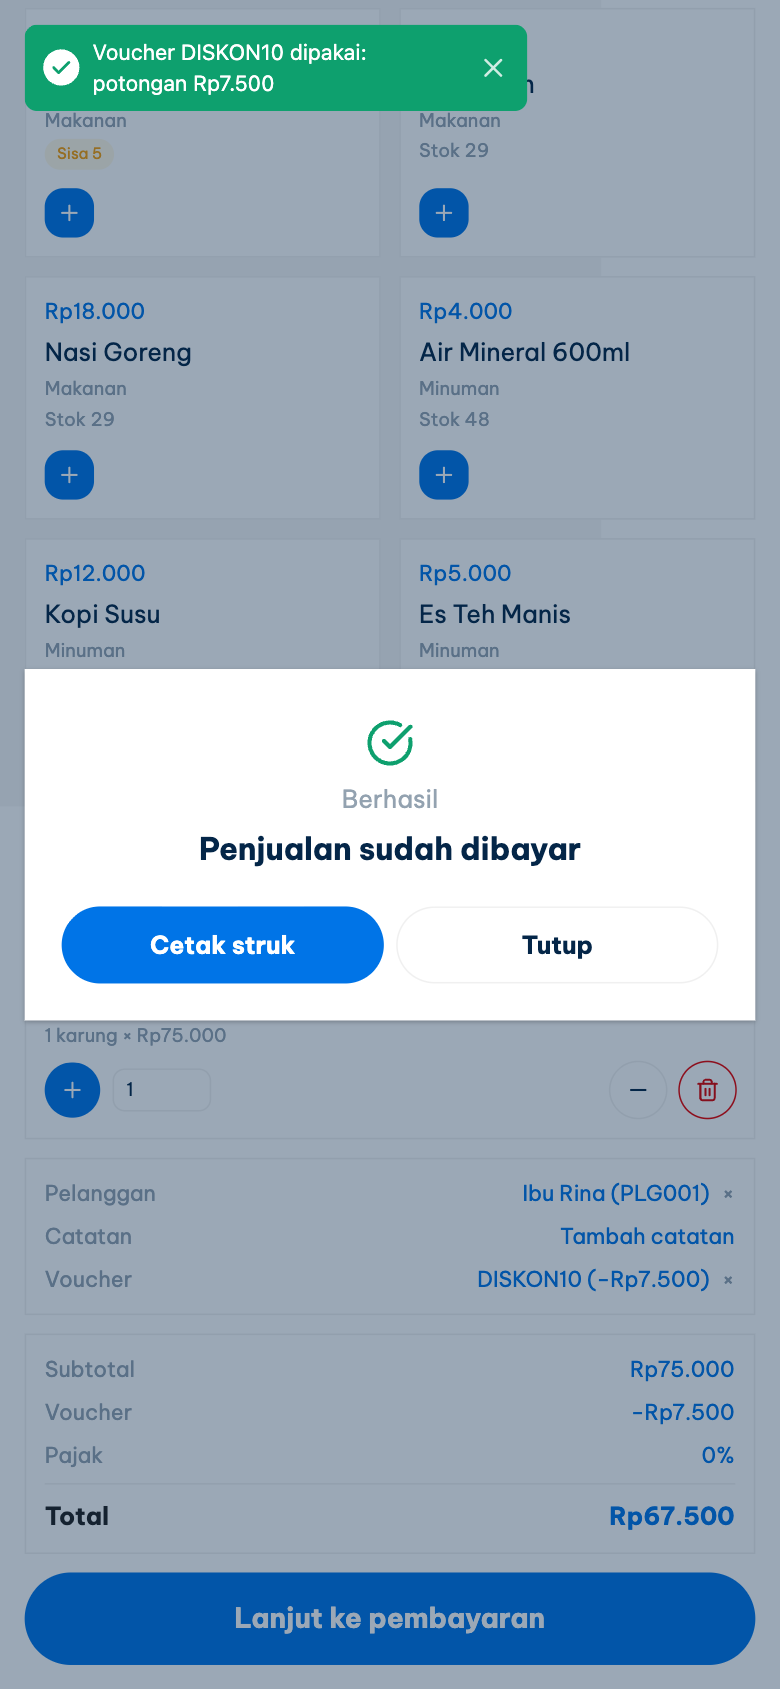 Voucher DISKON10 dipakai:
potongan Rp7.500
Makanan
Sisa 5
Makanan
Stok 29
Rp18.000
Nasi Goreng
Makanan
Stok 29
Rp4.000
Air Mineral 600ml
Minuman
Stok 48
Rp12.000
Kopi Susu
Minuman
Rp5.000
Es Teh Manis
Minuman
Berhasil
Penjualan sudah dibayar
Cetak struk
Tutup
1 karung × Rp75.000
1
Pelanggan
Ibu Rina (PLG001) ×
Catatan
Tambah catatan
Voucher
DISKON10 (−Rp7.500) ×
Subtotal
Rp75.000
Voucher
−Rp7.500
Pajak
0%
Total
Rp67.500
Lanjut ke pembayaran